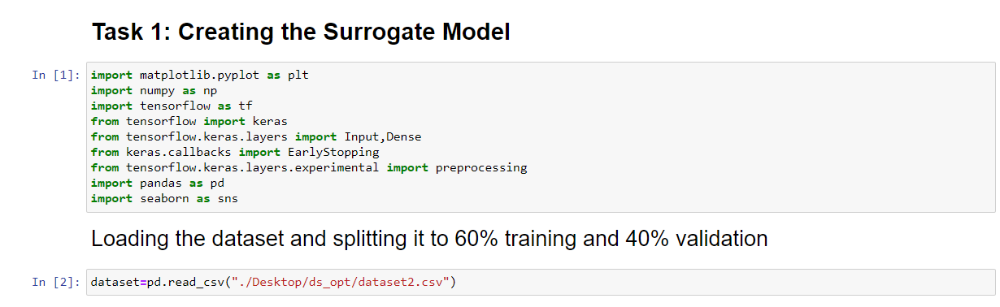 Task 1: Creating the Surrogate Model
In [1]: import matplotlib.pyplot as plt
import numpy as np
import tensorflow as tf
from tensorflow import keras
from tensorflow.keras.layers import Input,Dense
from keras.callbacks import EarlyStopping
from tensorflow.keras.layers.experimental import preprocessing
import pandas as pd
import seaborn as sns
Loading the dataset and splitting it to 60% training and 40% validation
In [2]: dataset=pd.read_csv("./Desktop/ds_opt/dataset2.csv")